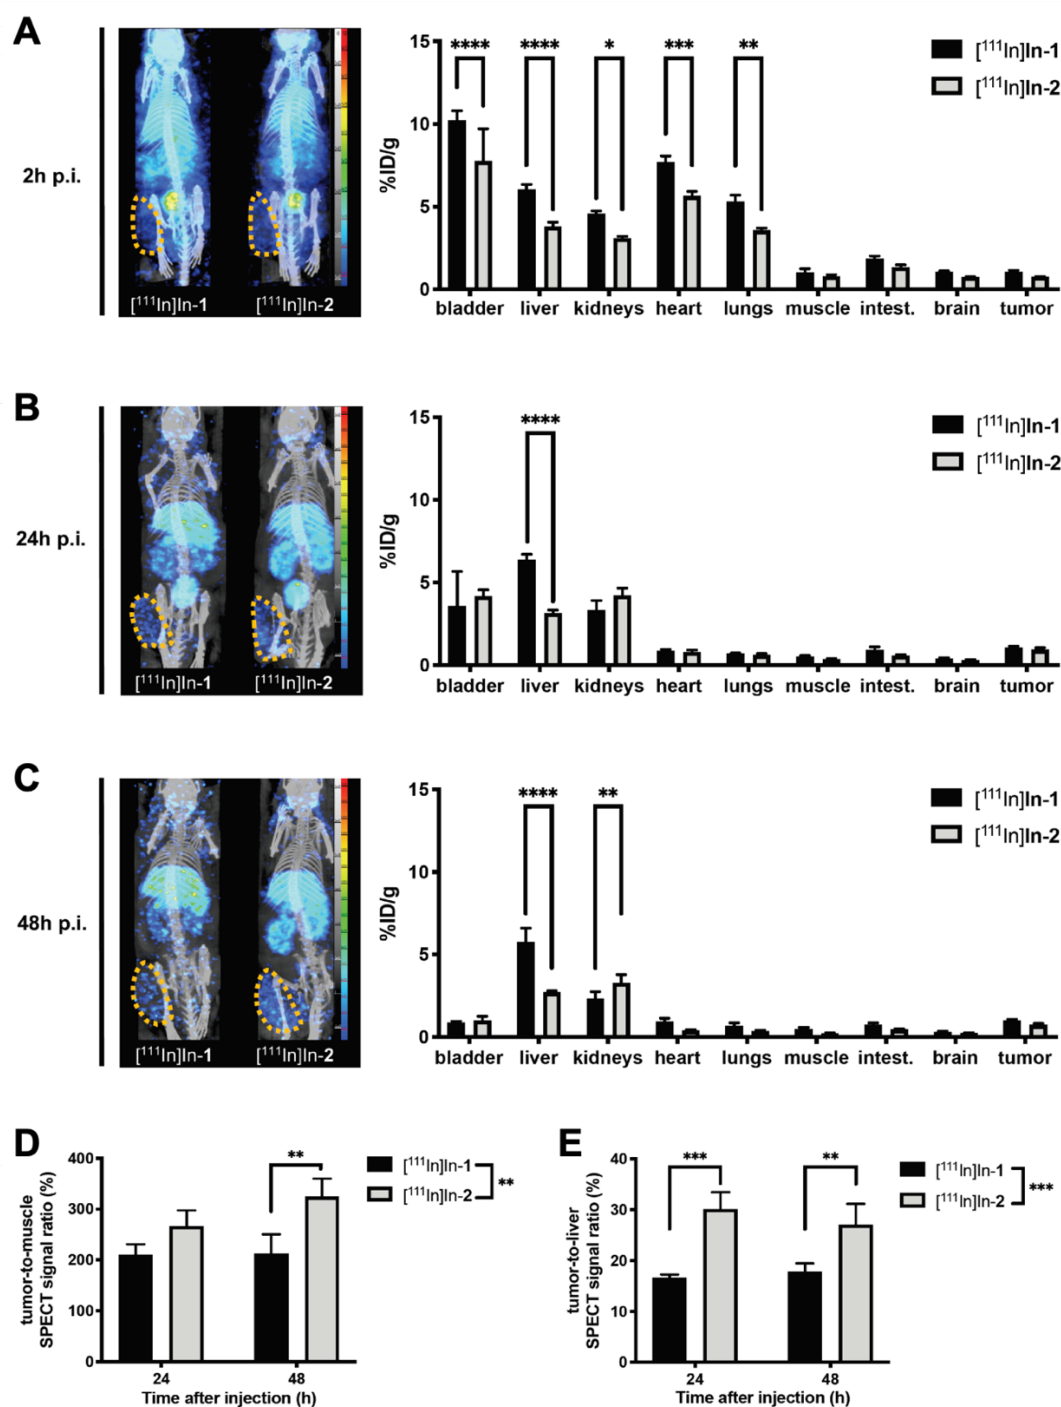 A
2h p.i.
[¹¹¹In]In-1 [¹¹¹In]In-2
%ID/g
15
10
5
0
**** **** * *** **
[¹¹¹In]In-1
[¹¹¹In]In-2
bladder liver kidneys heart lungs muscle intest. brain tumor
B
24h p.i.
[¹¹¹In]In-1 [¹¹¹In]In-2
%ID/g
15
10
5
0
****
[¹¹¹In]In-1
[¹¹¹In]In-2
bladder liver kidneys heart lungs muscle intest. brain tumor
C
48h p.i.
[¹¹¹In]In-1 [¹¹¹In]In-2
%ID/g
15
10
5
0
**** **
[¹¹¹In]In-1
[¹¹¹In]In-2
bladder liver kidneys heart lungs muscle intest. brain tumor
D
tumor-to-muscle
SPECT signal ratio (%)
400
300
200
100
0
**
[¹¹¹In]In-1
[¹¹¹In]In-2
**
24 48
Time after injection (h)
E
tumor-to-liver
SPECT signal ratio (%)
40
30
20
10
0
*** **
[¹¹¹In]In-1
[¹¹¹In]In-2
***
24 48
Time after injection (h)